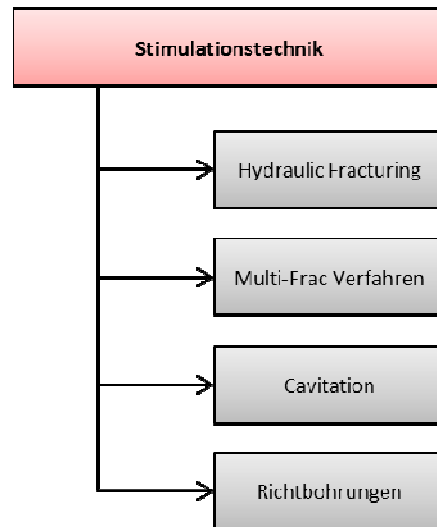 Stimulationstechnik
Hydraulic Fracturing
Multi-Frac Verfahren
Cavitation
Richtbohrungen